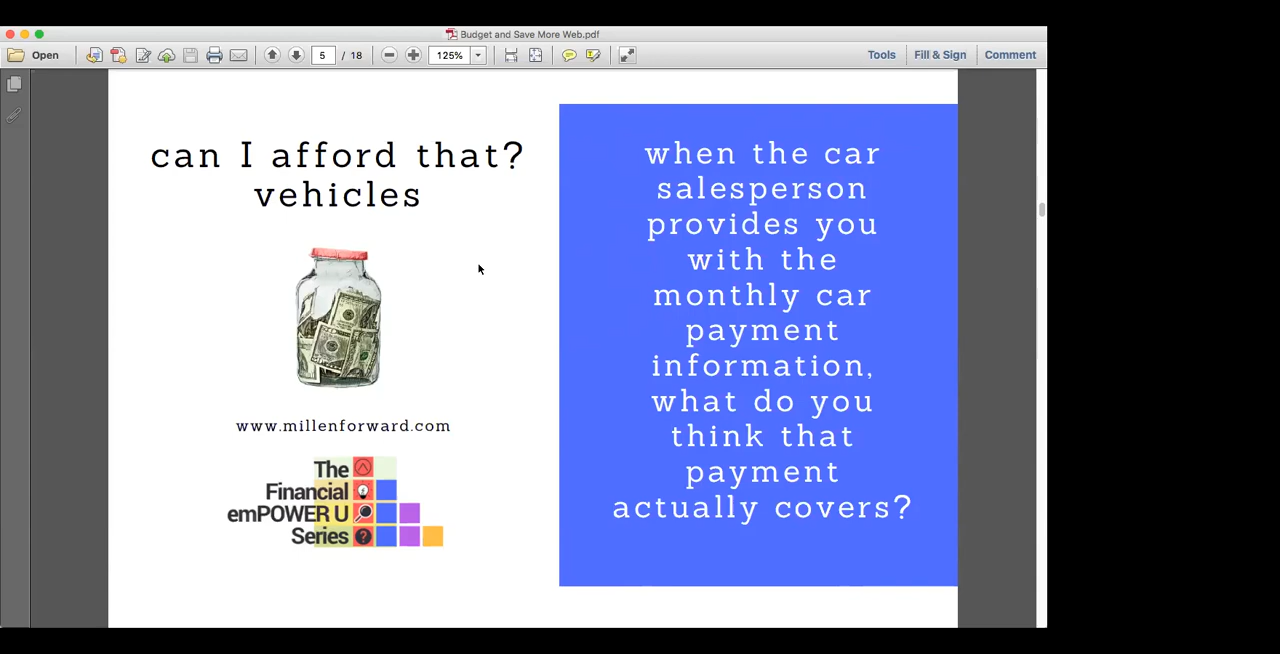 Budget and Save More Web.pdf
Open
5 / 18
125%
Tools
Fill & Sign
Comment
can I afford that?
vehicles
www.millenforward.com
The
Financial
emPOWER U
Series
when the car
salesperson
provides you
with the
monthly car
payment
information,
what do you
think that
payment
actually covers?